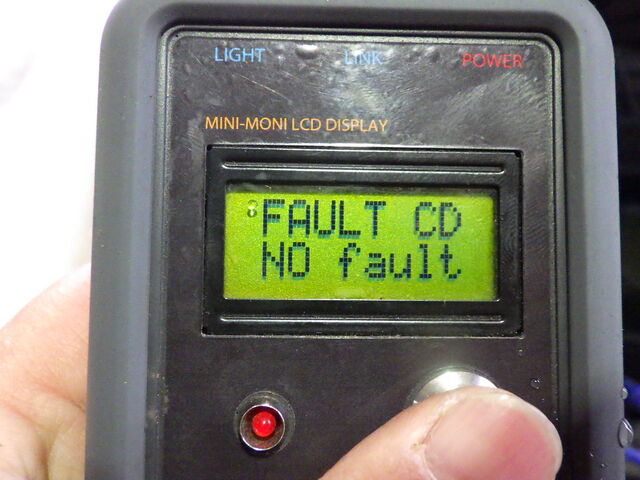 LIGHT LINK POWER
MINI-MONI LCD DISPLAY
FAULT CD
NO fault